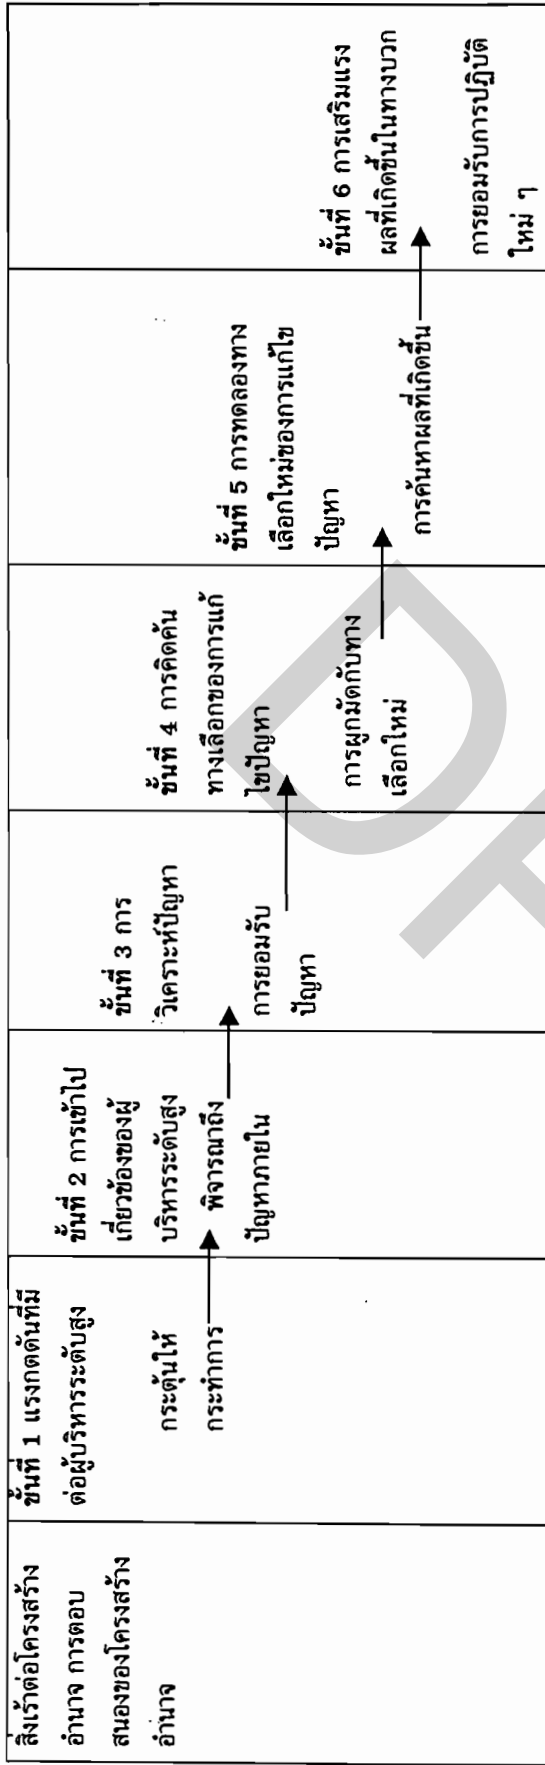 สิ่งเร้าต่อโครงสร้าง
อำนาจ การตอบ
สนองของโครงสร้าง
อำนาจ
ขั้นที่ 1 แรงกดดันที่มี
ต่อผู้บริหารระดับสูง
กระตุ้นให้
กระทำการ
ขั้นที่ 2 การเข้าไป
เกี่ยวข้องของผู้
บริหารระดับสูง
พิจารณาถึง
ปัญหาภายใน
ขั้นที่ 3 การ
วิเคราะห์ปัญหา
การยอมรับ
ปัญหา
ขั้นที่ 4 การคิดค้น
ทางเลือกของการแก้
ไขปัญหา
การผูกมัดกับทาง
เลือกใหม่
ขั้นที่ 5 การทดลองทาง
เลือกใหม่ของการแก้ไข
ปัญหา
การค้นหาผลที่เกิดขึ้น
ขั้นที่ 6 การเสริมแรง
ผลที่เกิดขึ้นในทางบวก
การยอมรับการปฏิบัติ
ใหม่ ๆ